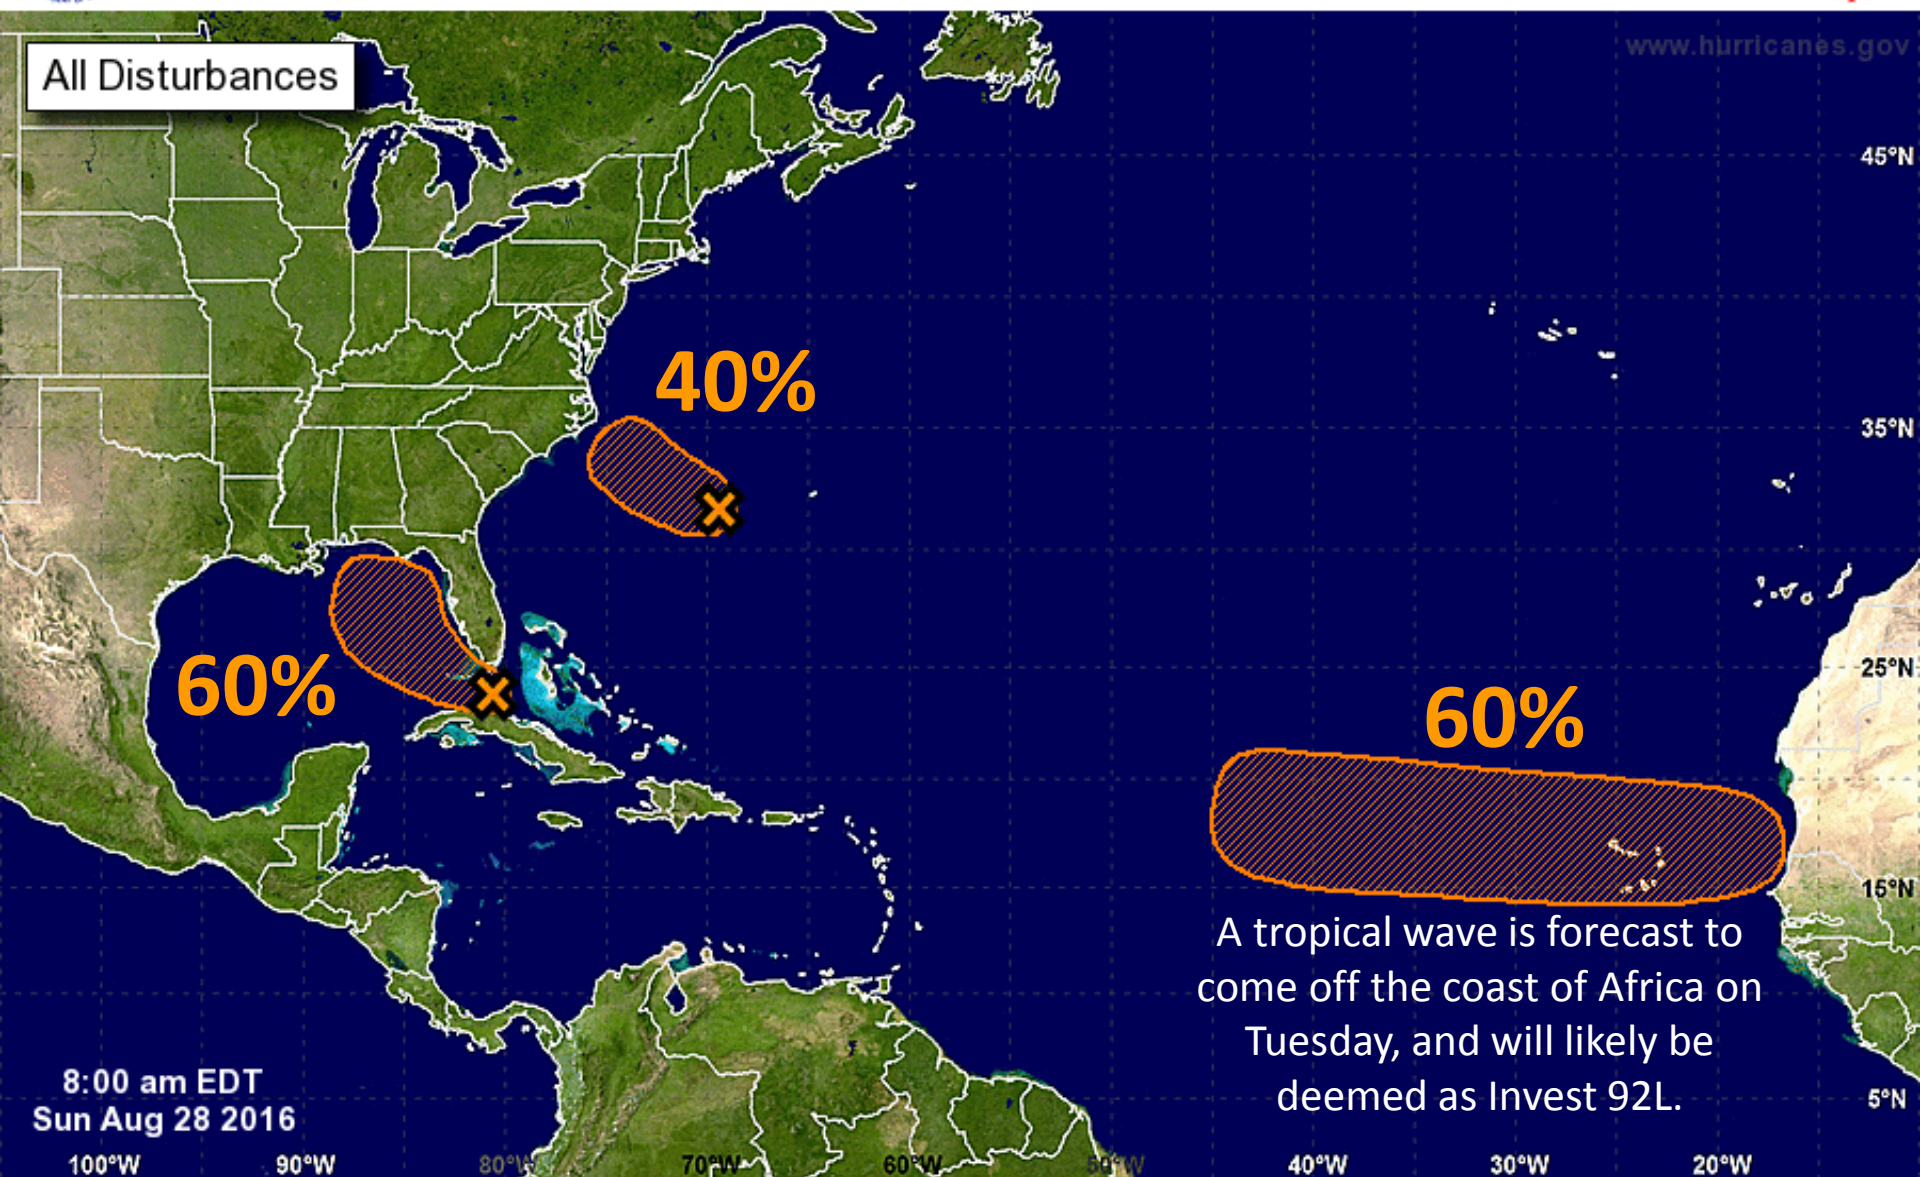 www.hurricanes.gov
All Disturbances
45°N
40%
35°N
60%
25°N
60%
15°N
A tropical wave is forecast to
come off the coast of Africa on
Tuesday, and will likely be
deemed as Invest 92L.
8:00 am EDT
Sun Aug 28 2016
5°N
100°W 90°W 80°W 70°W 60°W 50°W 40°W 30°W 20°W